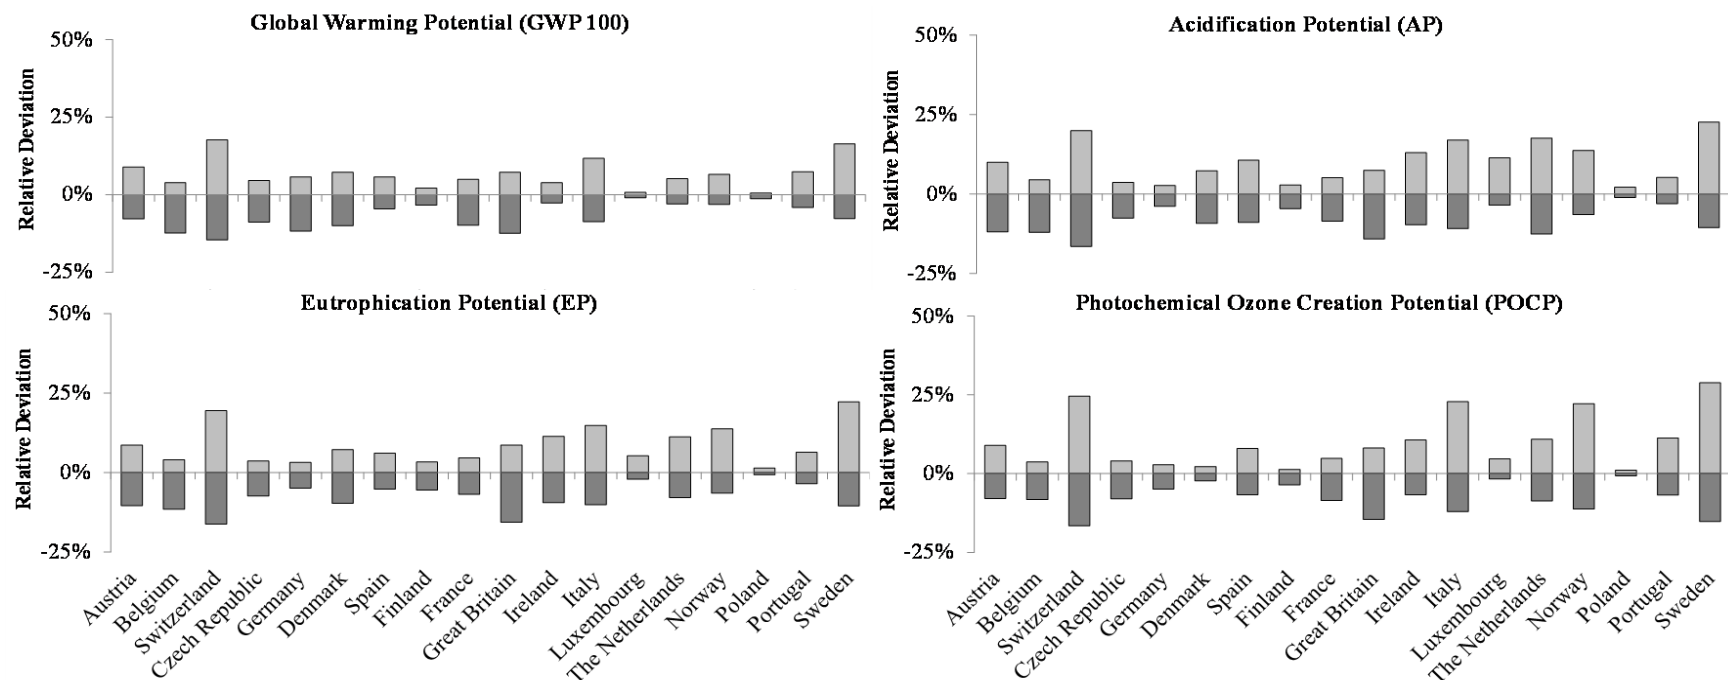 Global Warming Potential (GWP 100)
50%
25%
0%
-25%
Relative Deviation
Acidification Potential (AP)
50%
25%
0%
-25%
Relative Deviation
Eutrophication Potential (EP)
50%
25%
0%
-25%
Relative Deviation
Austria
Belgium
Switzerland
Czech Republic
Germany
Denmark
Spain
Finland
France
Great Britain
Ireland
Italy
Luxembourg
The Netherlands
Norway
Poland
Portugal
Sweden
Photochemical Ozone Creation Potential (POCP)
50%
25%
0%
-25%
Relative Deviation
Austria
Belgium
Switzerland
Czech Republic
Germany
Denmark
Spain
Finland
France
Great Britain
Ireland
Italy
Luxembourg
The Netherlands
Norway
Poland
Portugal
Sweden